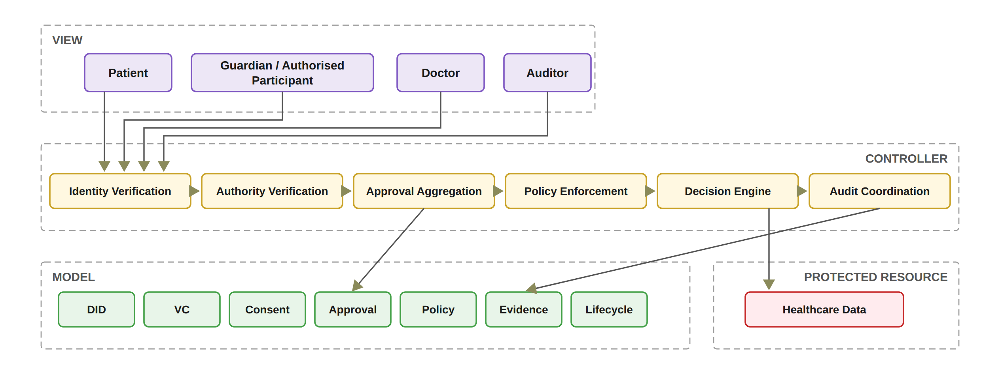 VIEW
Patient
Guardian / Authorised
Participant
Doctor
Auditor
CONTROLLER
Identity Verification
Authority Verification
Approval Aggregation
Policy Enforcement
Decision Engine
Audit Coordination
MODEL
DID
VC
Consent
Approval
Policy
Evidence
Lifecycle
PROTECTED RESOURCE
Healthcare Data